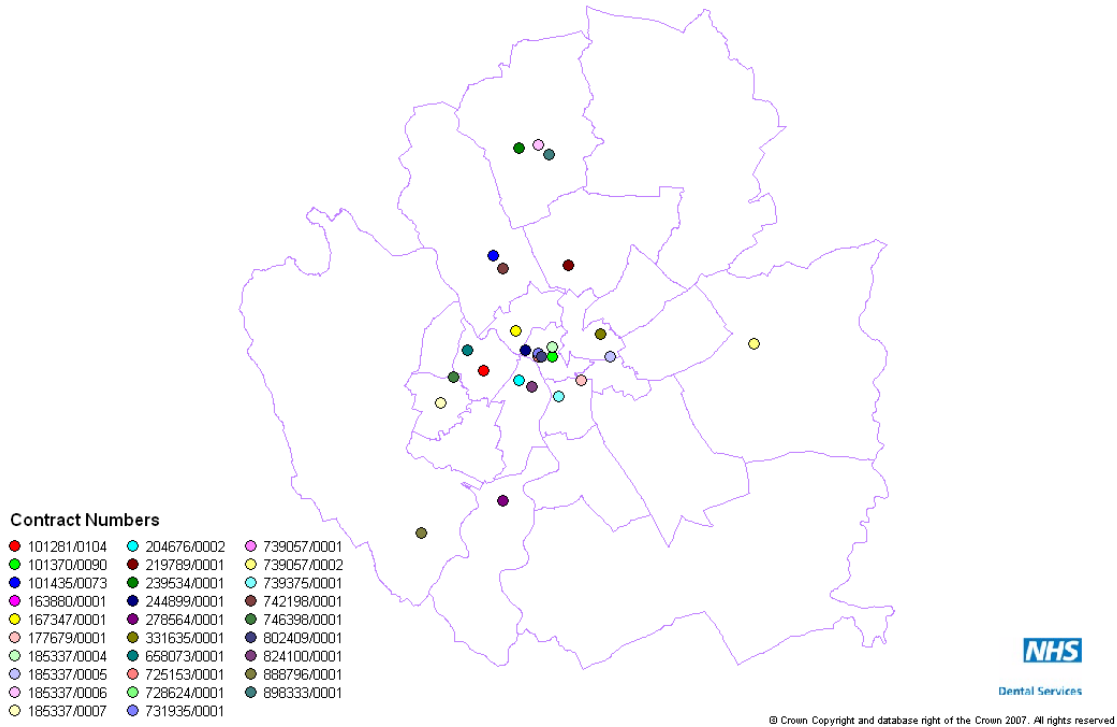 Contract Numbers
101281/0104 204676/0002 739057/0001
101370/0090 219789/0001 739057/0002
101435/0073 239534/0001 739375/0001
163880/0001 244899/0001 742198/0001
167347/0001 278564/0001 746398/0001
177679/0001 331635/0001 802409/0001
185337/0004 658073/0001 824100/0001
185337/0005 725153/0001 888796/0001
185337/0006 728624/0001 898333/0001
185337/0007 731935/0001
NHS
Dental Services
© Crown Copyright and database right of the Crown 2007. All rights reserved